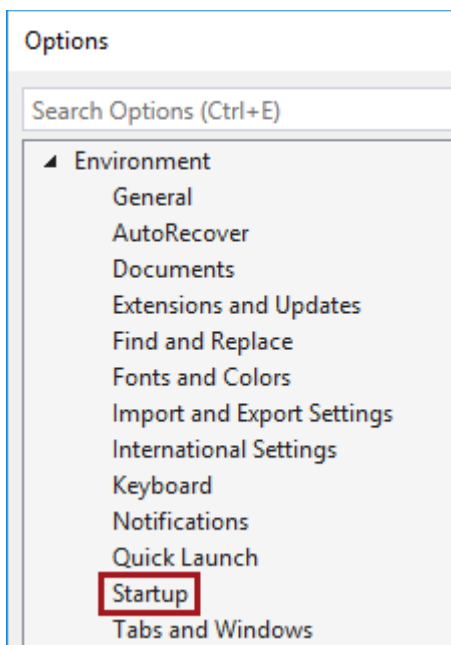 Options
Search Options (Ctrl+E)
Environment
General
AutoRecover
Documents
Extensions and Updates
Find and Replace
Fonts and Colors
Import and Export Settings
International Settings
Keyboard
Notifications
Quick Launch
Startup
Tabs and Windows